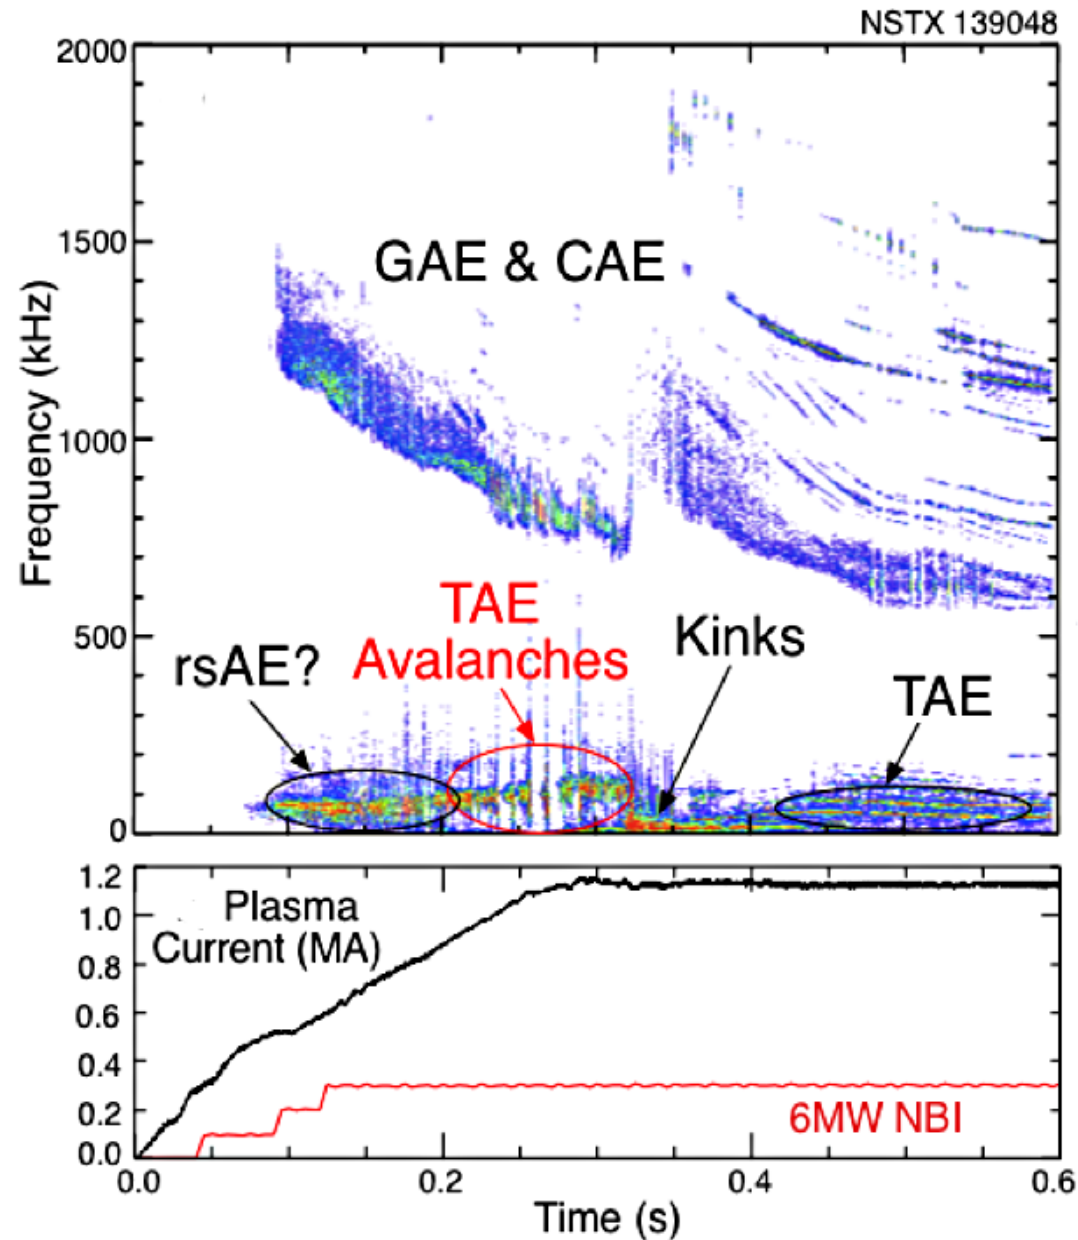 NSTX 139048
2000
1500
1000
500
0
Frequency (kHz)
GAE & CAE
TAE
Avalanches
rsAE?
Kinks
TAE
1.2
1.0
0.8
0.6
0.4
0.2
0.0
Plasma
Current (MA)
6MW NBI
0.0 0.2 0.4 0.6
Time (s)